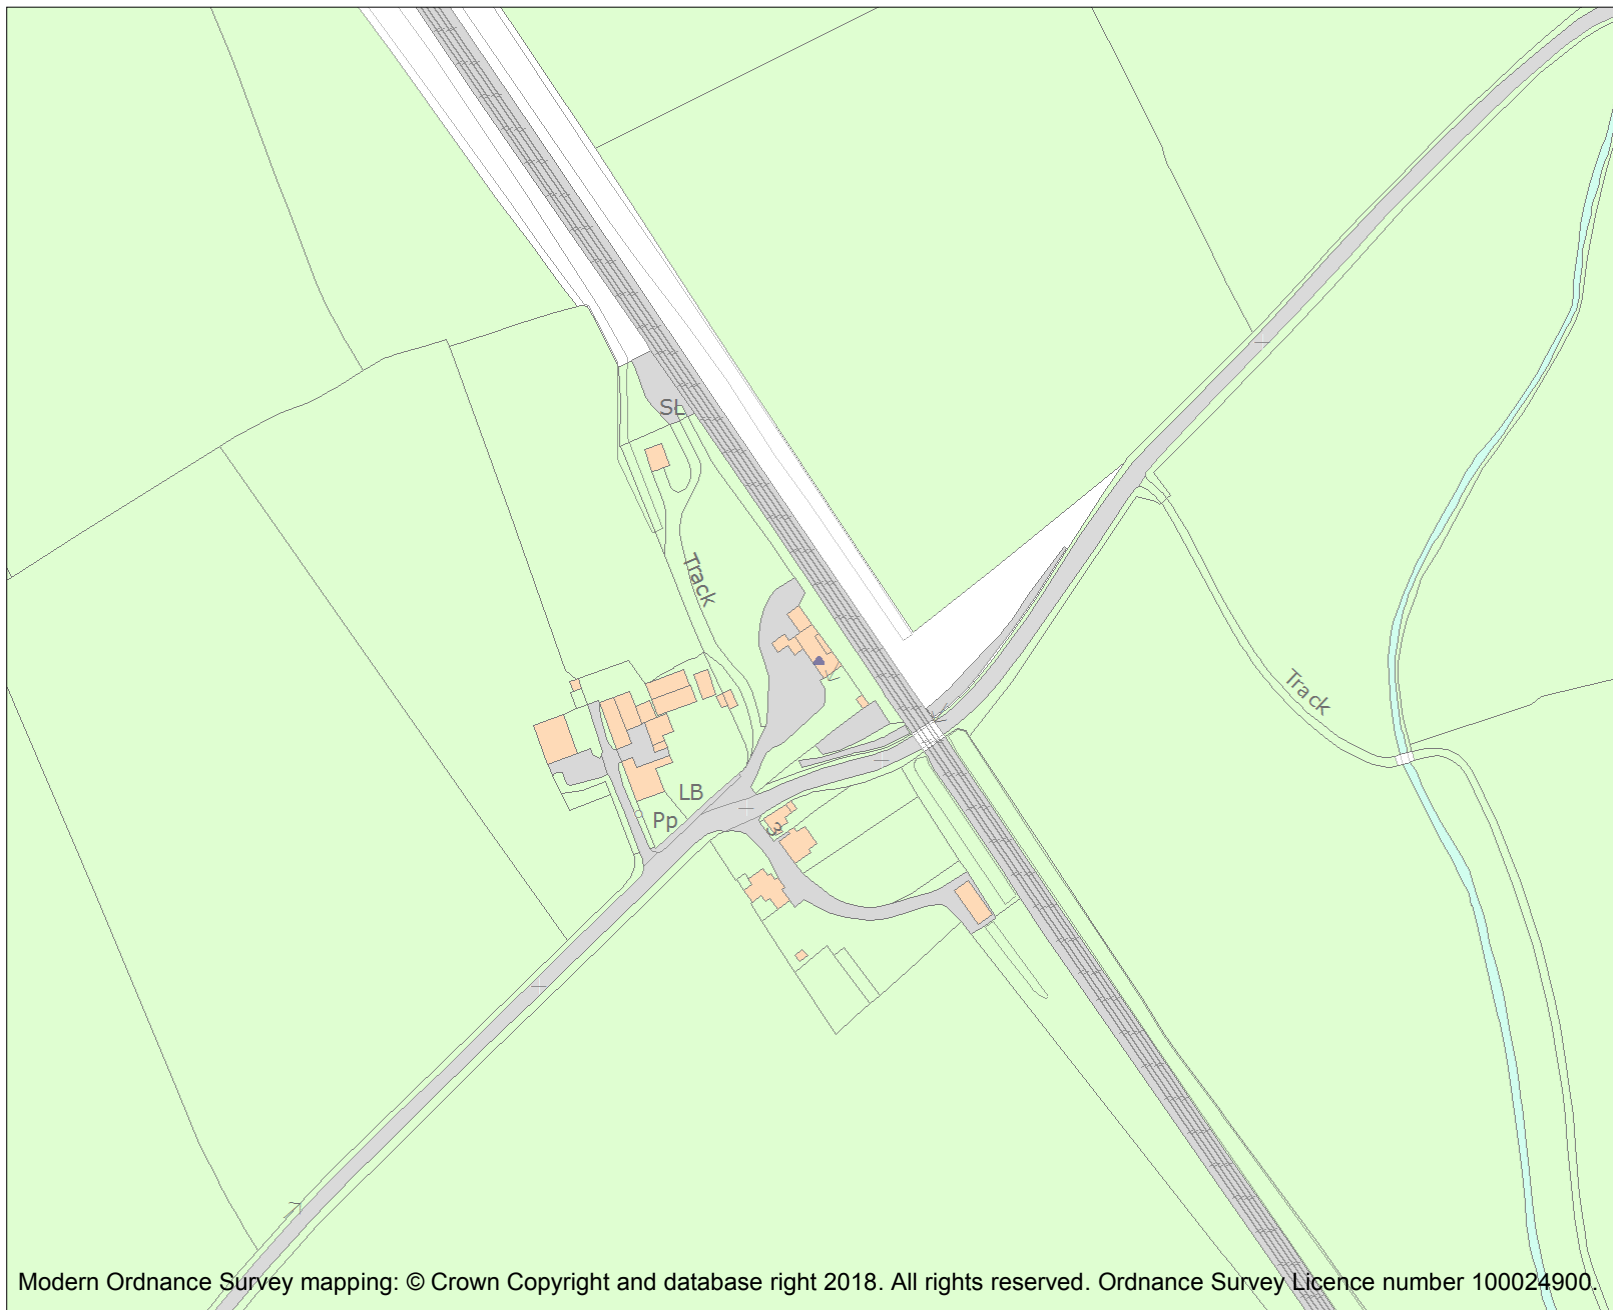 SL
Track
Track
LB
Pp
3
Modern Ordnance Survey mapping: © Crown Copyright and database right 2018. All rights reserved. Ordnance Survey Licence number 100024900.